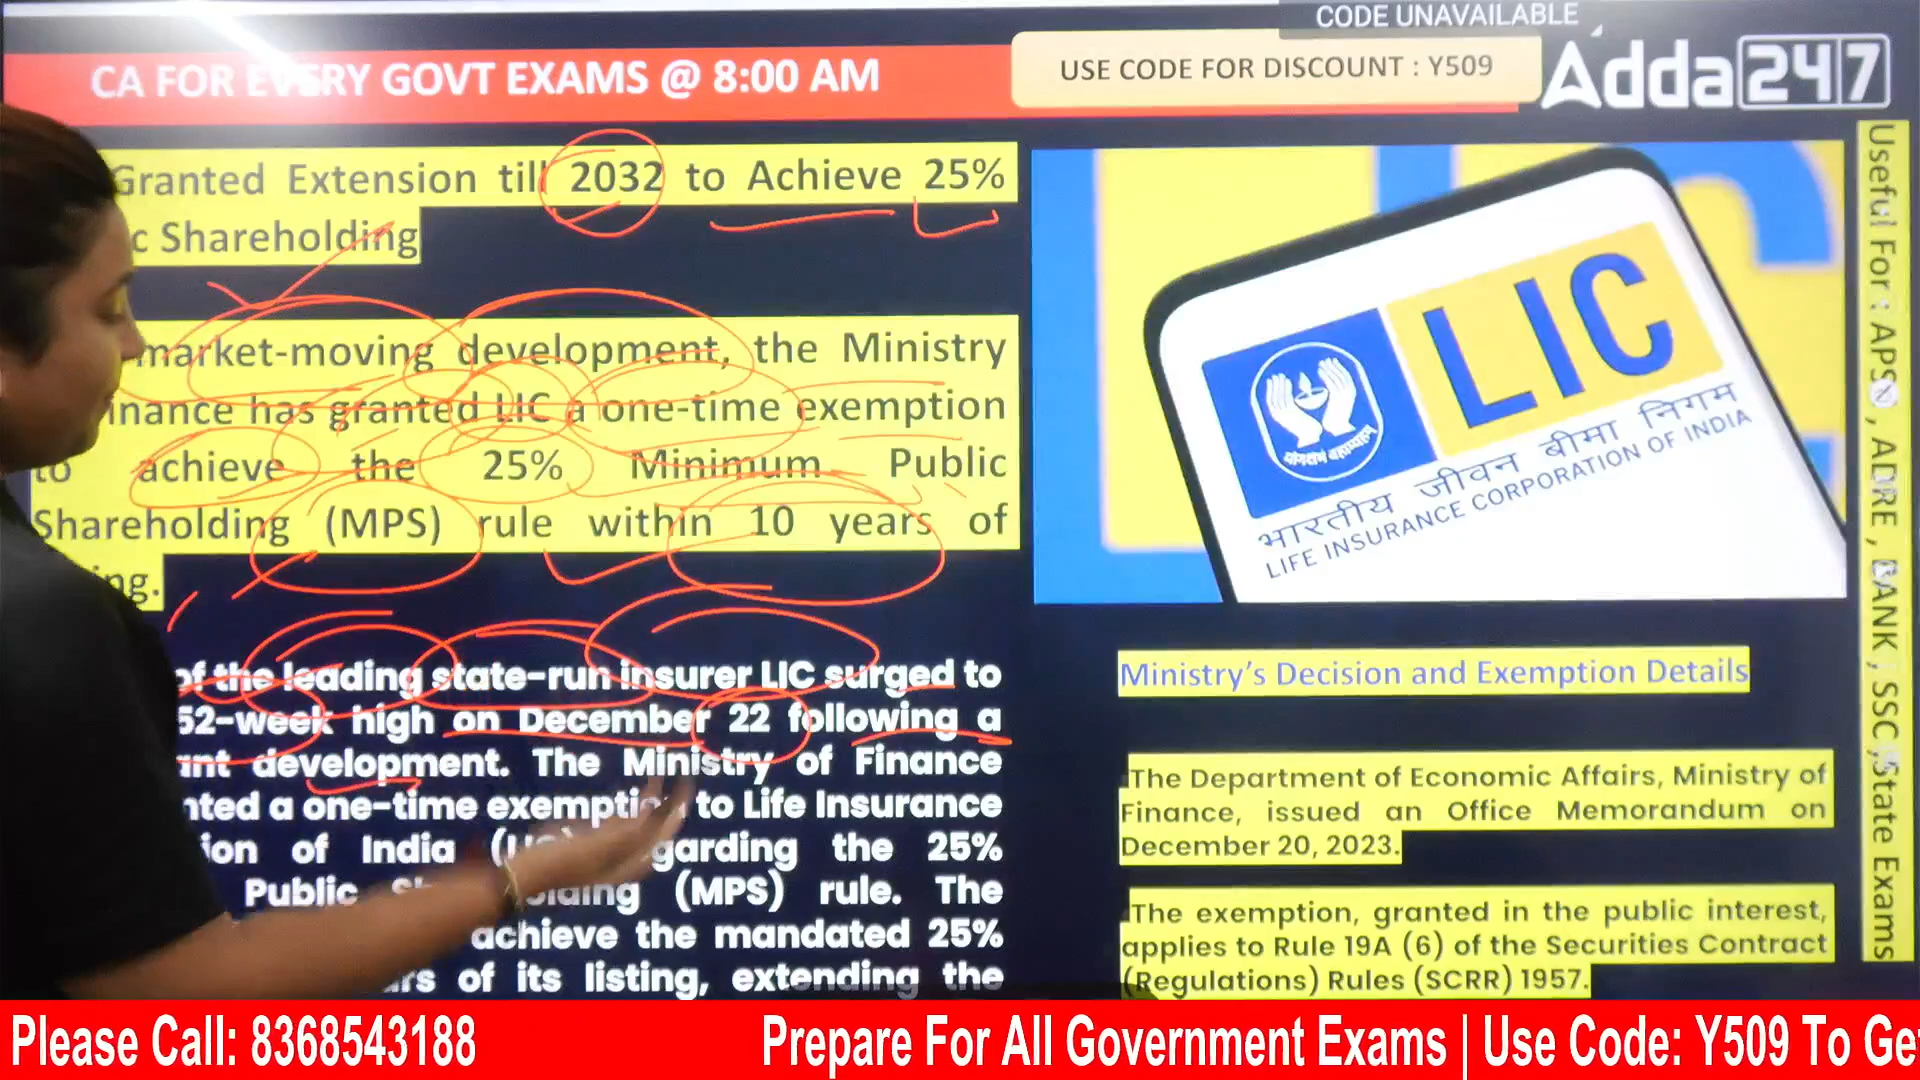 CODE UNAVAILABLE
CA FOR EVERY GOVT EXAMS @ 8:00 AM
USE CODE FOR DISCOUNT : Y509
Adda247
Granted Extension till 2032 to Achieve 25%
c Shareholding
market-moving development, the Ministry
inance has granted LIC a one-time exemption
to achieve the 25% Minimum Public
Shareholding (MPS) rule within 10 years of
ng.
of the leading state-run insurer LIC surged to
52-week high on December 22 following a
ant development. The Ministry of Finance
nted a one-time exempti to Life Insurance
ion of India garding the 25%
Public (MPS) rule. The
achieve the mandated 25%
rs of its listing, extending the
LIC
योगक्षेमं वहाम्यहम्
भारतीय जीवन बीमा निगम
LIFE INSURANCE CORPORATION OF INDIA
Ministry's Decision and Exemption Details
The Department of Economic Affairs, Ministry of
Finance, issued an Office Memorandum on
December 20, 2023.
The exemption, granted in the public interest,
applies to Rule 19A (6) of the Securities Contract
(Regulations) Rules (SCRR) 1957.
Useful For : APS , ADRE , BANK , SSC ,State Exams
Please Call: 8368543188
Prepare For All Government Exams | Use Code: Y509 To Ge